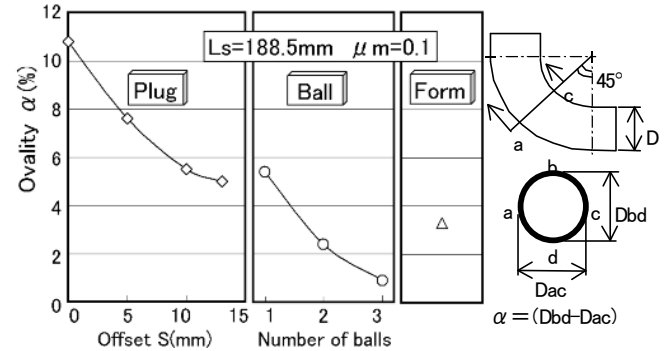 Ovality α (%)
12
10
8
6
4
2
0
Ls=188.5mm μm=0.1
Plug
Ball
Form
0 5 10 15
Offset S(mm)
1 2 3
Number of balls
45°
c
a
D
b
a c
d
Dbd
Dac
α=(Dbd-Dac)